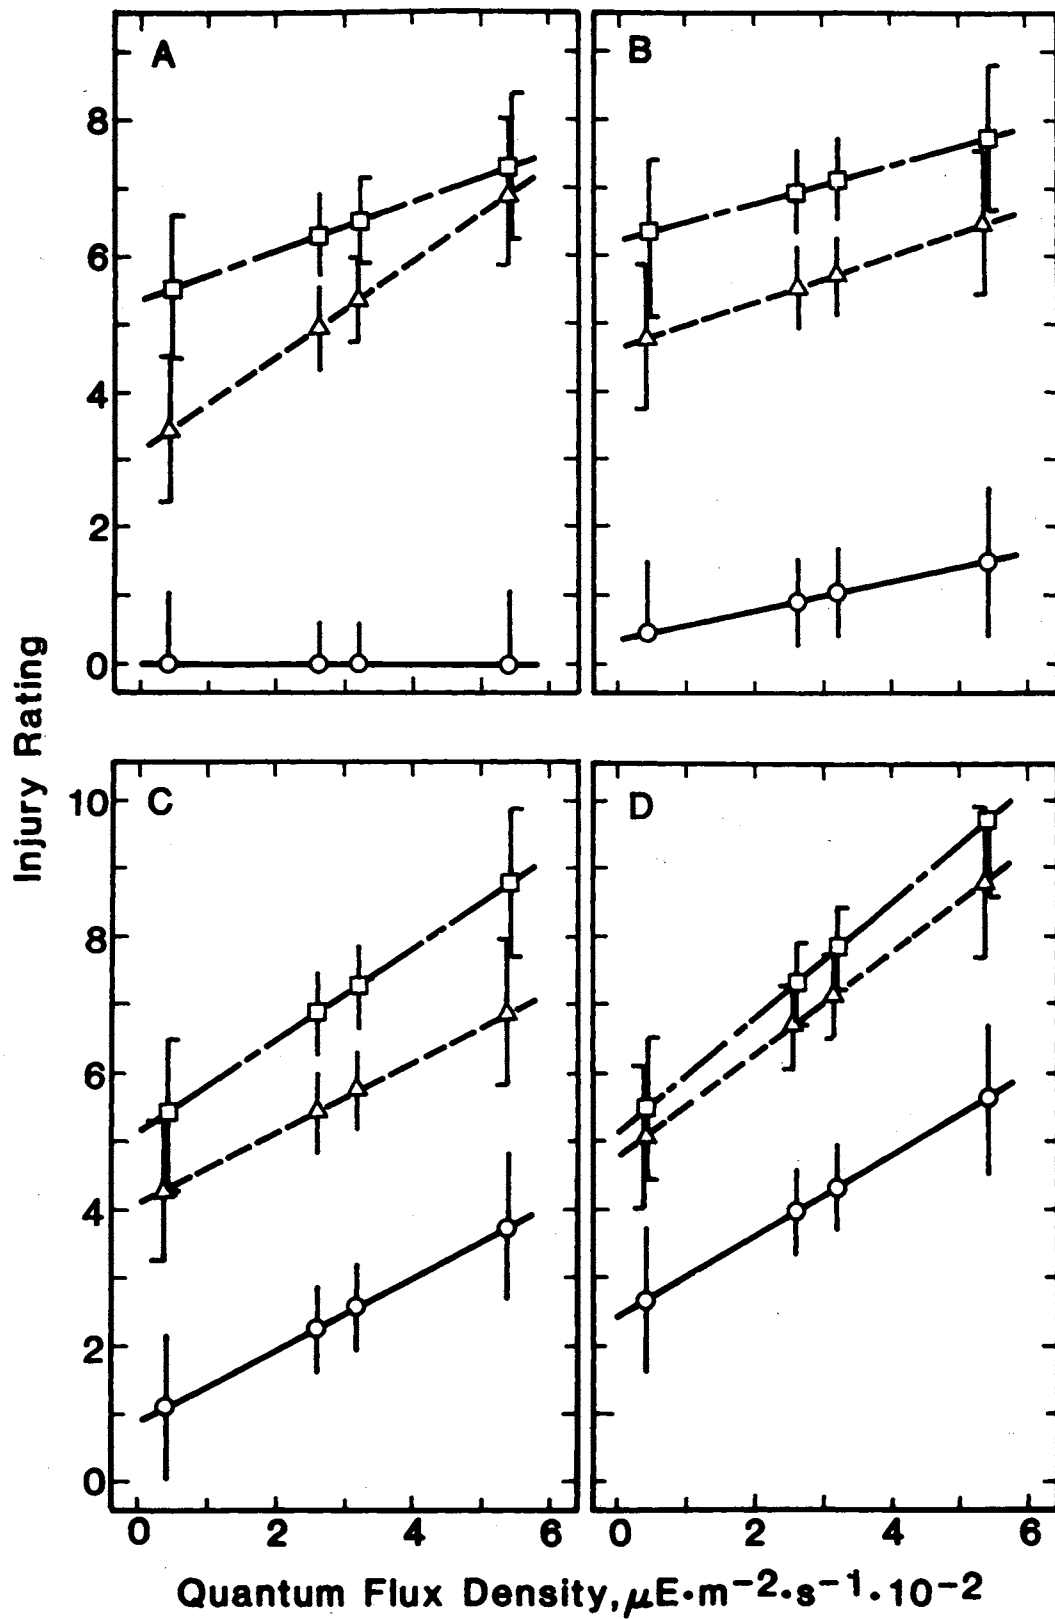 A
B
8
6
4
2
0
Injury Rating
C
D
10
8
6
4
2
0
0 2 4 6 0 2 4 6
Quantum Flux Density, μE·m⁻²·s⁻¹·10⁻²